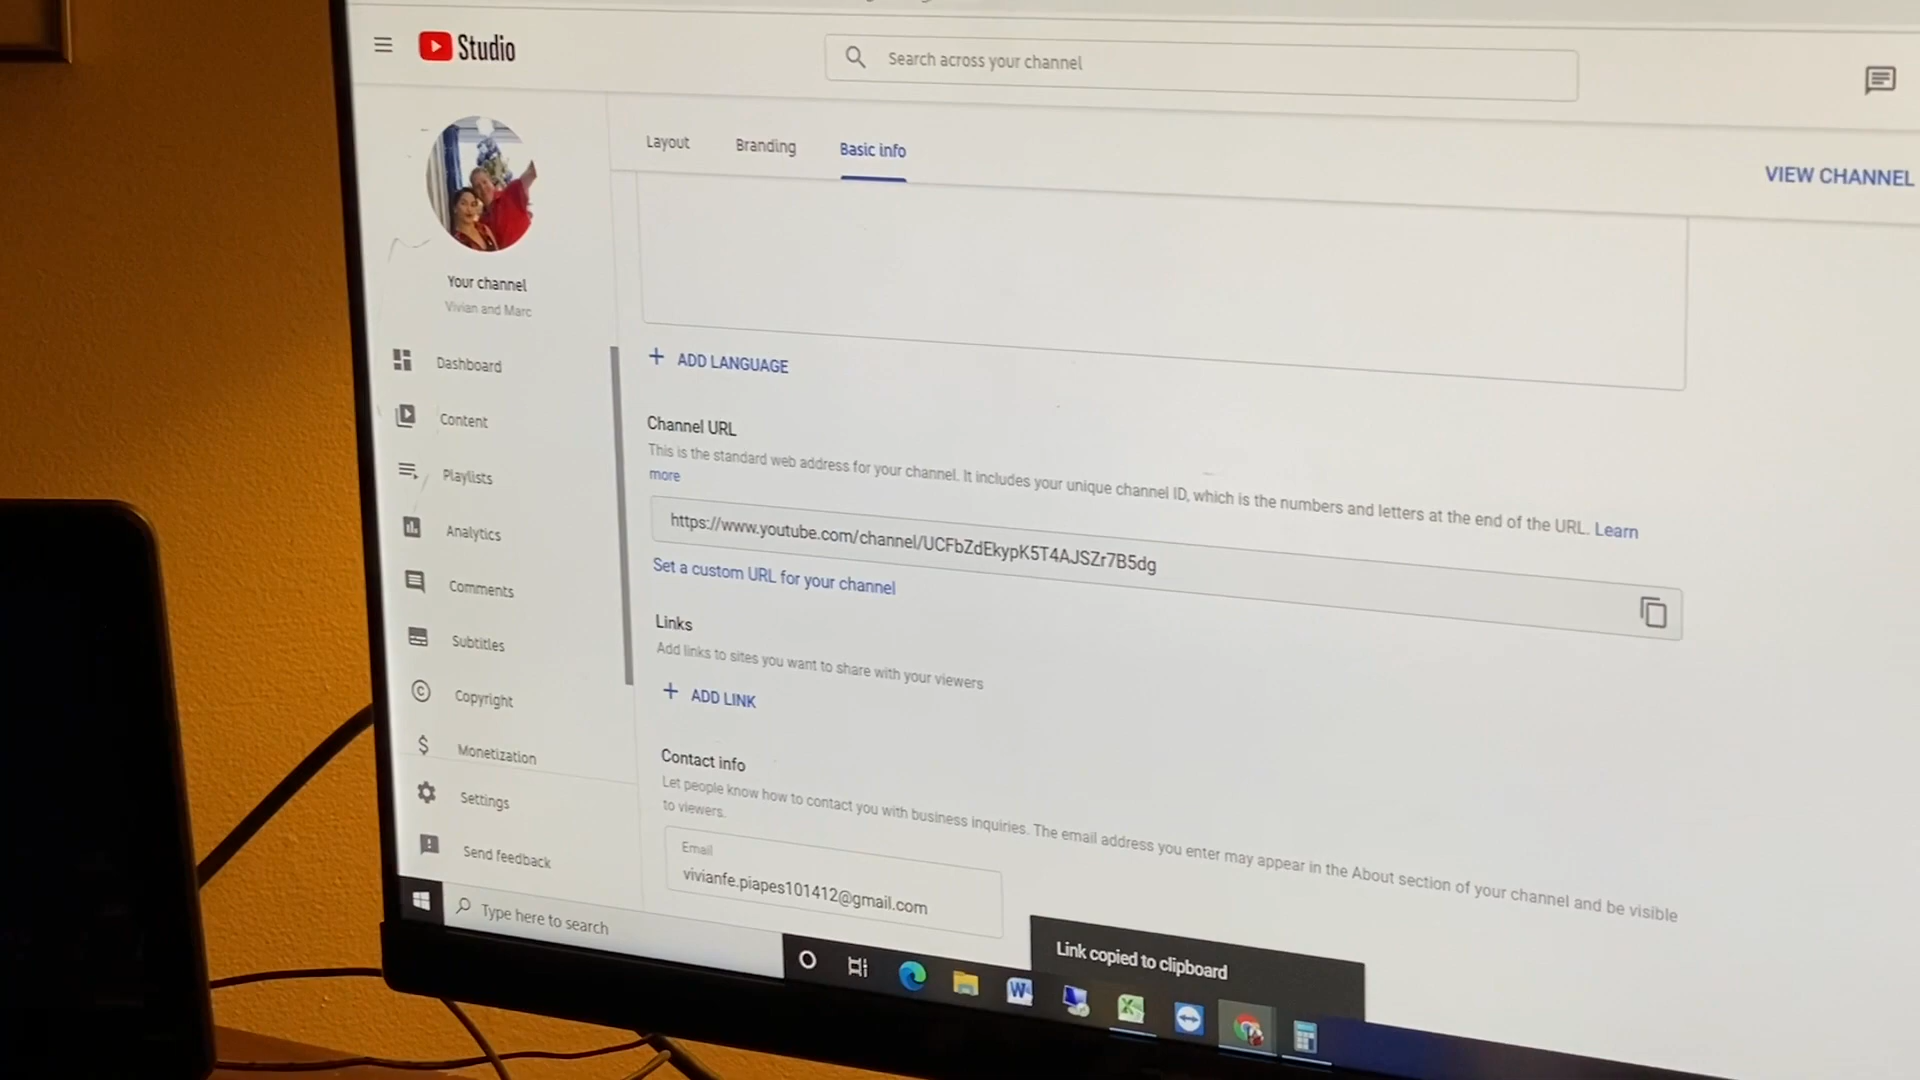 Studio
Search across your channel
Layout
Branding
Basic info
VIEW CHANNEL
Your channel
Vivian and Marc
Dashboard
Content
Playlists
Analytics
Comments
Subtitles
Copyright
Monetization
Settings
Send feedback
+ ADD LANGUAGE
Channel URL
This is the standard web address for your channel. It includes your unique channel ID, which is the numbers and letters at the end of the URL. Learn
more
https://www.youtube.com/channel/UCFbZdEkypK5T4AJSZr7B5dg
Set a custom URL for your channel
Links
Add links to sites you want to share with your viewers
+ ADD LINK
Contact info
Let people know how to contact you with business inquiries. The email address you enter may appear in the About section of your channel and be visible
to viewers.
Email
vivianfe.piapes101412@gmail.com
Link copied to clipboard
Type here to search